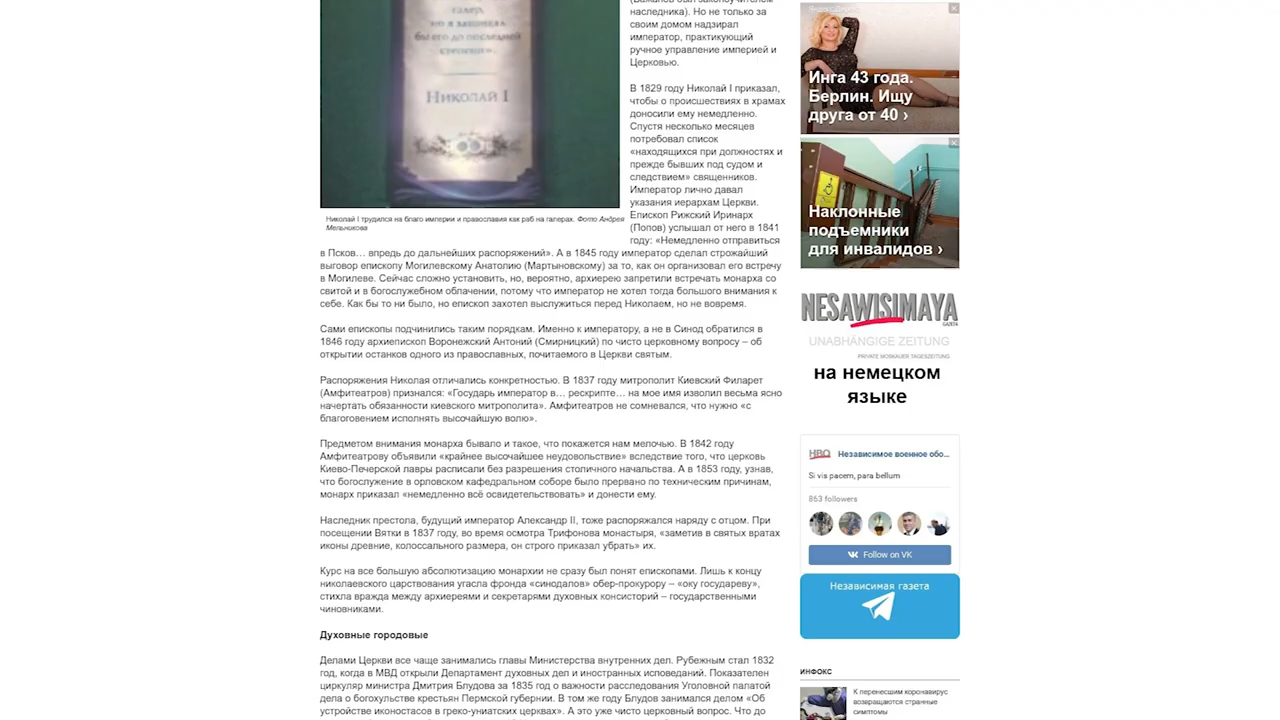 галер,
но я защищал
бы его до последней
степени».
Николай I
Николай I трудился на благо империи и православия как раб на галерах. Фото Андрея
Мельникова
(Бажанов был законоучителем
наследника). Но не только за
своим домом надзирал
император, практикующий
ручное управление империей и
Церковью.
В 1829 году Николай I приказал,
чтобы о происшествиях в храмах
доносили ему немедленно.
Спустя несколько месяцев
потребовал список
«находящихся при должностях и
прежде бывших под судом и
следствием» священников.
Император лично давал
указания иерархам Церкви.
Епископ Рижский Иринарх
(Попов) услышал от него в 1841
году: «Немедленно отправиться
в Псков… впредь до дальнейших распоряжений». А в 1845 году император сделал строжайший
выговор епископу Могилевскому Анатолию (Мартыновскому) за то, как он организовал его встречу
в Могилеве. Сейчас сложно установить, но, вероятно, архиерею запретили встречать монарха со
свитой и в богослужебном облачении, потому что император не хотел тогда большого внимания к
себе. Как бы то ни было, но епископ захотел выслужиться перед Николаем, но не вовремя.
Сами епископы подчинились таким порядкам. Именно к императору, а не в Синод обратился в
1846 году архиепископ Воронежский Антоний (Смирницкий) по чисто церковному вопросу – об
открытии останков одного из православных, почитаемого в Церкви святым.
Распоряжения Николая отличались конкретностью. В 1837 году митрополит Киевский Филарет
(Амфитеатров) признался: «Государь император в… рескрипте… на мое имя изволил весьма ясно
начертать обязанности киевского митрополита». Амфитеатров не сомневался, что нужно «с
благоговением исполнять высочайшую волю».
Предметом внимания монарха бывало и такое, что покажется нам мелочью. В 1842 году
Амфитеатрову объявили «крайнее высочайшее неудовольствие» вследствие того, что церковь
Киево-Печерской лавры расписали без разрешения столичного начальства. А в 1853 году, узнав,
что богослужение в орловском кафедральном соборе было прервано по техническим причинам,
монарх приказал «немедленно всё освидетельствовать» и донести ему.
Наследник престола, будущий император Александр II, тоже распоряжался наряду с отцом. При
посещении Вятки в 1837 году, во время осмотра Трифонова монастыря, «заметив в святых вратах
иконы древние, колоссального размера, он строго приказал убрать» их.
Курс на все большую абсолютизацию монархии не сразу был понят епископами. Лишь к концу
николаевского царствования угасла фронда «синодалов» обер-прокурору – «оку государеву»,
стихла вражда между архиереями и секретарями духовных консисторий – государственными
чиновниками.
Духовные городовые
Делами Церкви все чаще занимались главы Министерства внутренних дел. Рубежным стал 1832
год, когда в МВД открыли Департамент духовных дел и иностранных исповеданий. Показателен
циркуляр министра Дмитрия Блудова за 1835 год о важности расследования Уголовной палатой
дела о богохульстве крестьян Пермской губернии. В том же году Блудов занимался делом «Об
устройстве иконостасов в греко-униатских церквах». А это уже чисто церковный вопрос. Что до
Яндекс.Директ
Инга 43 года.
Берлин. Ищу
друга от 40 ›
Наклонные
подъемники
для инвалидов ›
NESAWISIMAYA
GAZETA
UNABHÄNGIGE ZEITUNG
PRIVATE MOSKAUER TAGESZEITUNG
на немецком
языке
НВО
Независимое военное обо...
Si vis pacem, para bellum
863 followers
Follow on VK
Независимая газета
ИНФОКС
К перенесшим коронавирус
возвращаются странные
симптомы